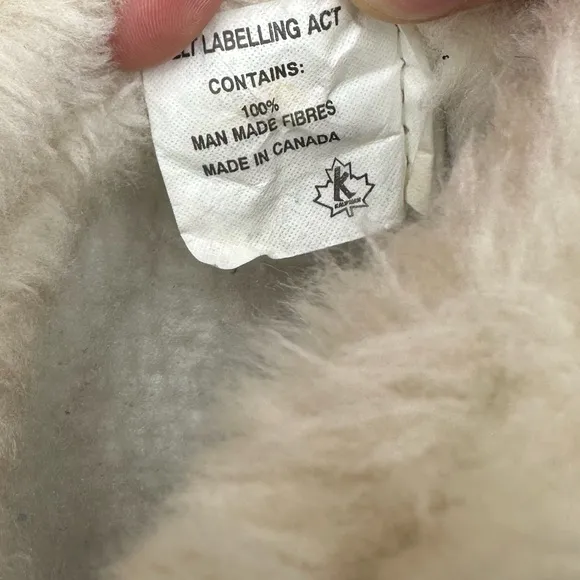 LABELLING ACT
CONTAINS:
100%
MAN MADE FIBRES
MADE IN CANADA
K